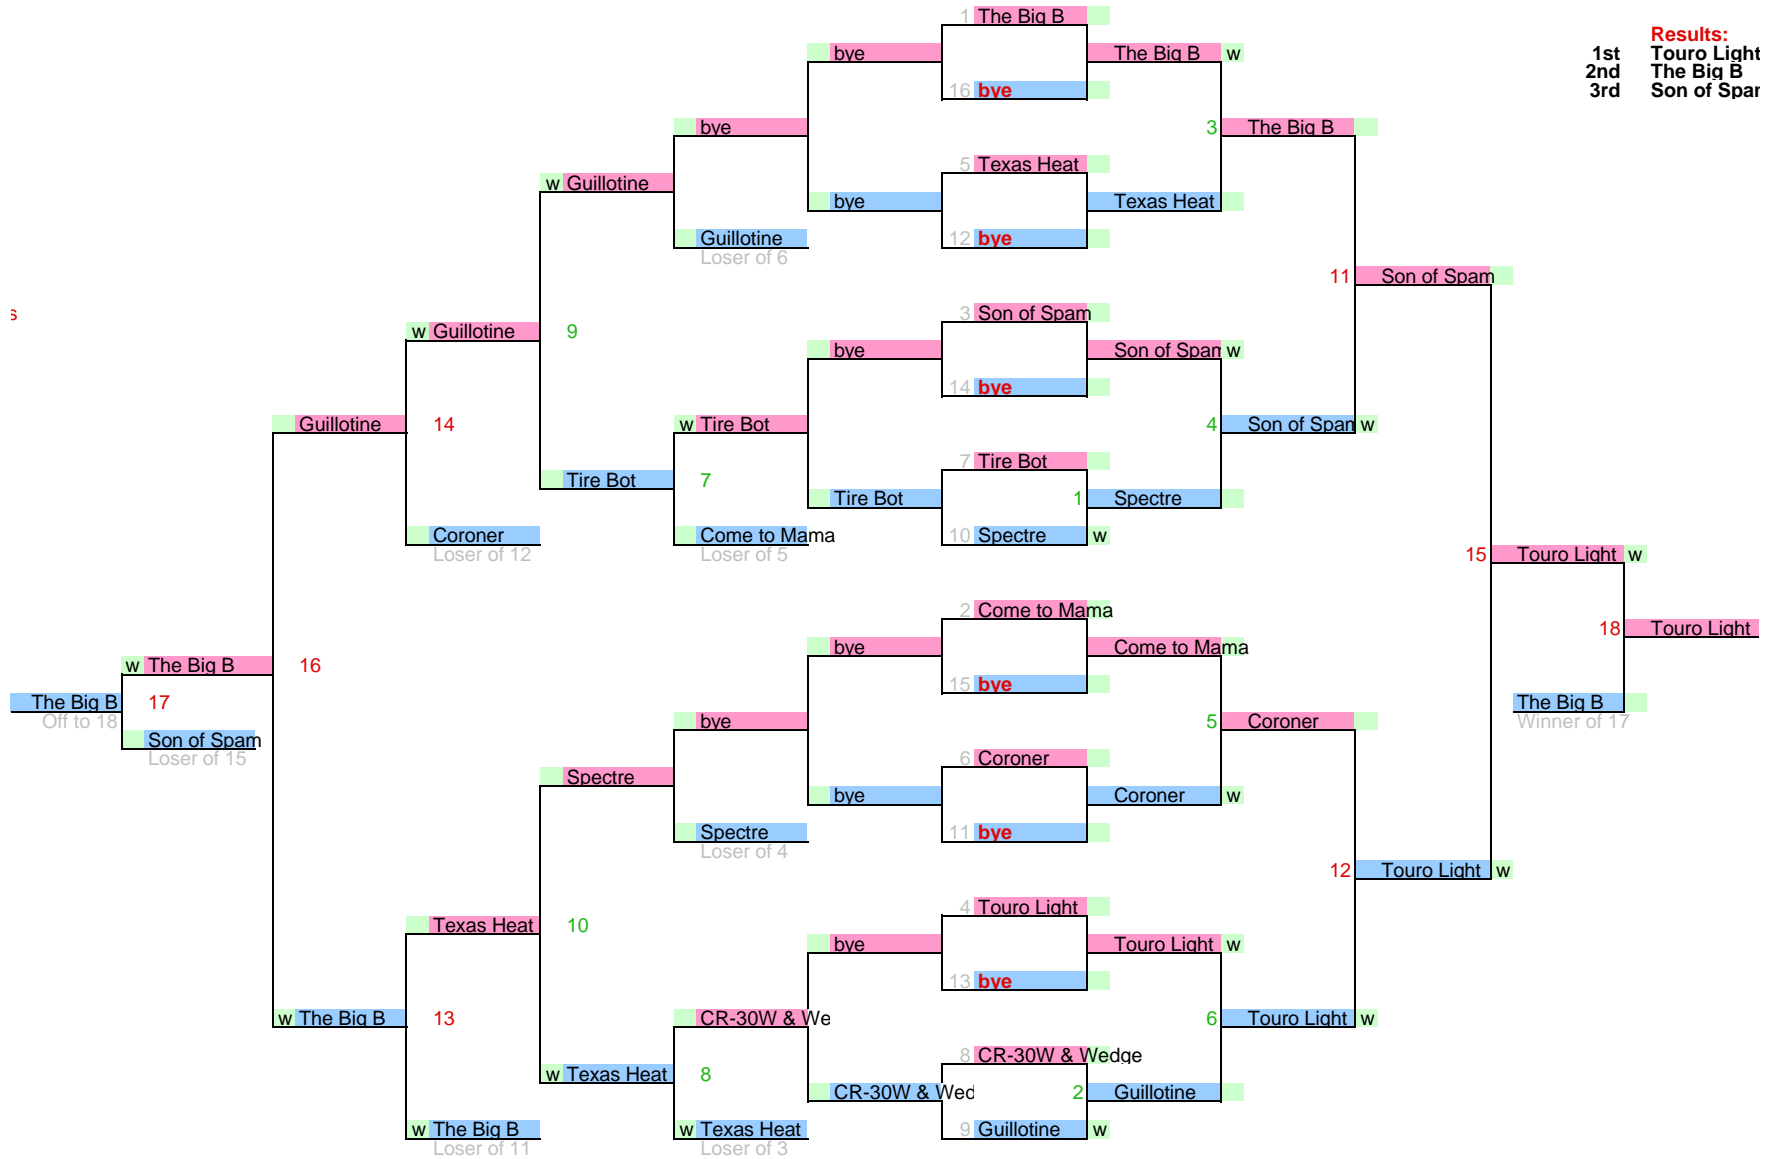 1 The Big B
Results:
bye The Big B w 1st Touro Light
2nd The Big B
16 bye 3rd Son of Spar
bye 3 The Big B
5 Texas Heat
w Guillotine
bye Texas Heat
Guillotine 12 bye
Loser of 6
11 Son of Spam
s 3 Son of Spam
w Guillotine 9
bye Son of Spam w
14 bye
Guillotine 14 w Tire Bot 4 Son of Spam w
7 Tire Bot
Tire Bot 7
Tire Bot 1 Spectre
Coroner Come to Mama 10 Spectre w
Loser of 12 Loser of 5
15 Touro Light w
2 Come to Mama
18 Touro Light
bye Come to Mama
w The Big B 16
15 bye
The Big B 17 The Big B
Off to 18 bye 5 Coroner Winner of 17
Son of Spam
Loser of 15 6 Coroner
Spectre
bye Coroner w
Spectre 11 bye
Loser of 4
12 Touro Light w
4 Touro Light
Texas Heat 10
bye Touro Light w
13 bye
w The Big B 13 CR-30W & We 6 Touro Light w
8 CR-30W & Wedge
w Texas Heat 8
CR-30W & Wed 2 Guillotine
w The Big B w Texas Heat 9 Guillotine w
Loser of 11 Loser of 3